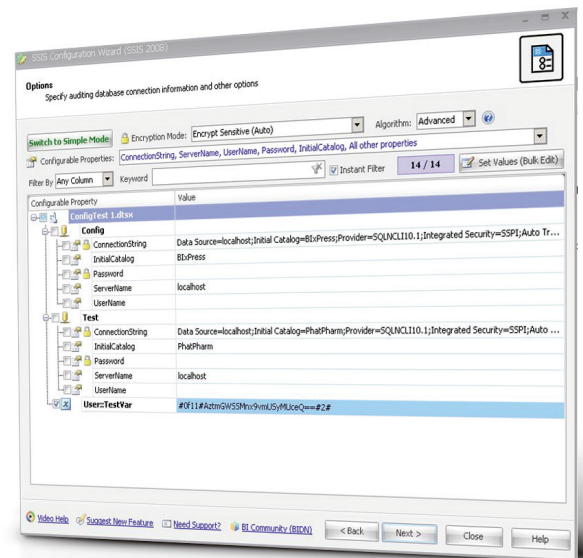 SSIS Configuration Wizard (SSIS 2008)
Options
Specify auditing database connection information and other options
Switch to Simple Mode Encryption Mode: Encrypt Sensitive (Auto) Algorithm: Advanced
Configurable Properties: ConnectionString, ServerName, UserName, Password, InitialCatalog, All other properties
Filter By Any Column Keyword Instant Filter 14 / 14 Set Values (Bulk Edit)
Configurable Property Value
ConfigTest 1.dtsx
Config
ConnectionString Data Source=localhost;Initial Catalog=BIxPress;Provider=SQLNCLI10.1;Integrated Security=SSPI;Auto Tr...
InitialCatalog BIxPress
Password
ServerName localhost
UserName
Test
ConnectionString Data Source=localhost;Initial Catalog=PhatPharm;Provider=SQLNCLI10.1;Integrated Security=SSPI;Auto ...
InitialCatalog PhatPharm
Password
ServerName localhost
UserName
User::TestVar #0f11#AztmGWSSMnx9vmUSyMUceQ==#2#
Video Help Suggest New Feature Need Support? BI Community (BIDN) < Back Next > Close Help